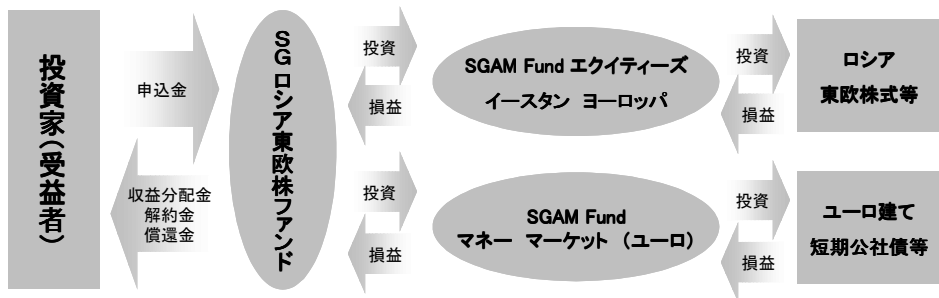 投資家（受益者）
申込金
収益分配金
解約金
償還金
SGロシア東欧株ファンド
投資
損益
SGAM Fund エクイティーズ
イースタン ヨーロッパ
投資
損益
ロシア
東欧株式等
投資
損益
SGAM Fund
マネー マーケット （ユーロ）
投資
損益
ユーロ建て
短期公社債等